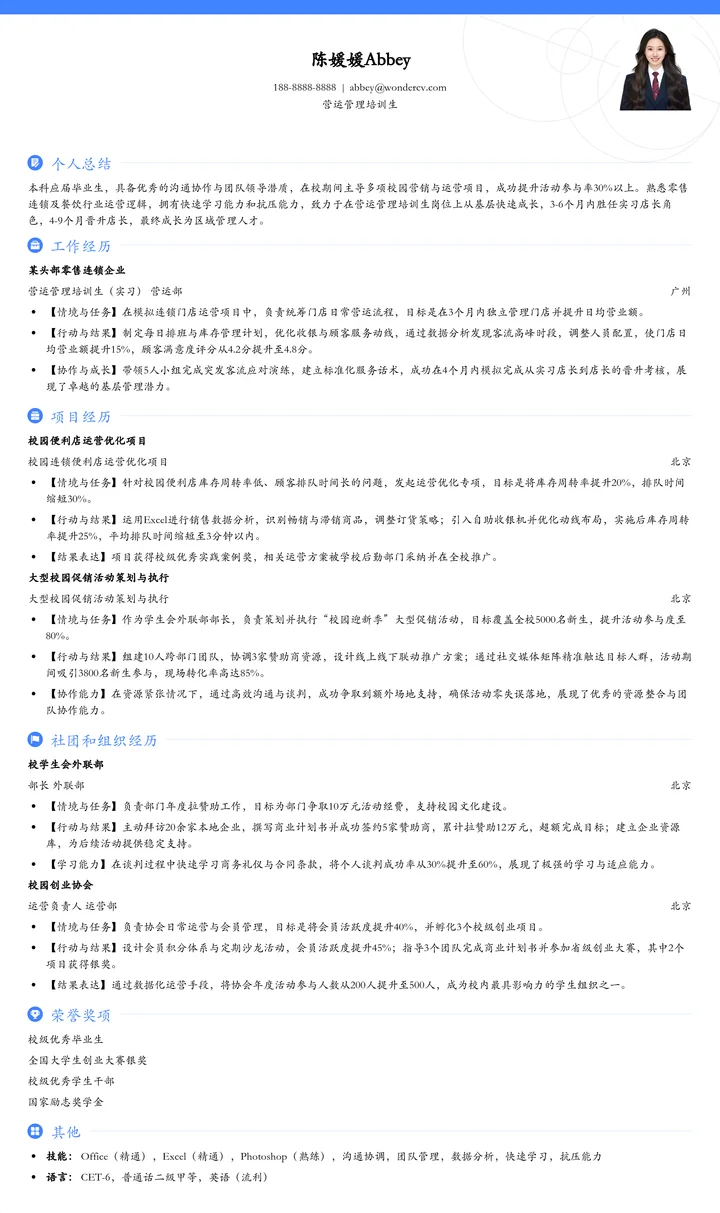 陈媛媛Abbey
188-8888-8888 | abbey@wondercv.com
营运管理培训生
个人总结
本科应届毕业生，具备优秀的沟通协作与团队领导潜质，在校期间主导多项校园营销与运营项目，成功提升活动参与率30%以上。熟悉零售
连锁及餐饮行业运营逻辑，拥有快速学习能力和抗压能力，致力于在营运管理培训生岗位上从基层快速成长，3-6个月内胜任实习店长角
色，4-9个月晋升店长，最终成长为区域管理人才。
工作经历
某头部零售连锁企业
营运管理培训生（实习） 营运部 广州
• 【情境与任务】在模拟连锁门店运营项目中，负责统筹门店日常营运流程，目标是在3个月内独立管理门店并提升日均营业额。
• 【行动与结果】制定每日排班与库存管理计划，优化收银与顾客服务动线，通过数据分析发现客流高峰时段，调整人员配置，使门店日
均营业额提升15%，顾客满意度评分从4.2分提升至4.8分。
• 【协作与成长】带领5人小组完成突发客流应对演练，建立标准化服务话术，成功在4个月内模拟完成从实习店长到店长的晋升考核，展
现了卓越的基层管理潜力。
项目经历
校园便利店运营优化项目
校园连锁便利店运营优化项目 北京
• 【情境与任务】针对校园便利店库存周转率低、顾客排队时间长的问题，发起运营优化专项，目标是将库存周转率提升20%，排队时间
缩短30%。
• 【行动与结果】运用Excel进行销售数据分析，识别畅销与滞销商品，调整订货策略；引入自助收银机并优化动线布局，实施后库存周转
率提升25%，平均排队时间缩短至3分钟以内。
• 【结果表达】项目获得校级优秀实践案例奖，相关运营方案被学校后勤部门采纳并在全校推广。
大型校园促销活动策划与执行
大型校园促销活动策划与执行 北京
• 【情境与任务】作为学生会外联部部长，负责策划并执行“校园迎新季”大型促销活动，目标覆盖全校5000名新生，提升活动参与度至
80%。
• 【行动与结果】组建10人跨部门团队，协调3家赞助商资源，设计线上线下联动推广方案；通过社交媒体矩阵精准触达目标人群，活动期
间吸引3800名新生参与，现场转化率高达85%。
• 【协作能力】在资源紧张情况下，通过高效沟通与谈判，成功争取到额外场地支持，确保活动零失误落地，展现了优秀的资源整合与团
队协作能力。
社团和组织经历
校学生会外联部
部长 外联部 北京
• 【情境与任务】负责部门年度拉赞助工作，目标为部门争取10万元活动经费，支持校园文化建设。
• 【行动与结果】主动拜访20余家本地企业，撰写商业计划书并成功签约5家赞助商，累计拉赞助12万元，超额完成目标；建立企业资源
库，为后续活动提供稳定支持。
• 【学习能力】在谈判过程中快速学习商务礼仪与合同条款，将个人谈判成功率从30%提升至60%，展现了极强的学习与适应能力。
校园创业协会
运营负责人 运营部 北京
• 【情境与任务】负责协会日常运营与会员管理，目标是将会员活跃度提升40%，并孵化3个校级创业项目。
• 【行动与结果】设计会员积分体系与定期沙龙活动，会员活跃度提升45%；指导3个团队完成商业计划书并参加省级创业大赛，其中2个
项目获得银奖。
• 【结果表达】通过数据化运营手段，将协会年度活动参与人数从200人提升至500人，成为校内最具影响力的学生组织之一。
荣誉奖项
校级优秀毕业生
全国大学生创业大赛银奖
校级优秀学生干部
国家励志奖学金
其他
• 技能： Office（精通）, Excel（精通）, Photoshop（熟练）, 沟通协调，团队管理，数据分析，快速学习，抗压能力
• 语言： CET-6，普通话二级甲等，英语（流利）